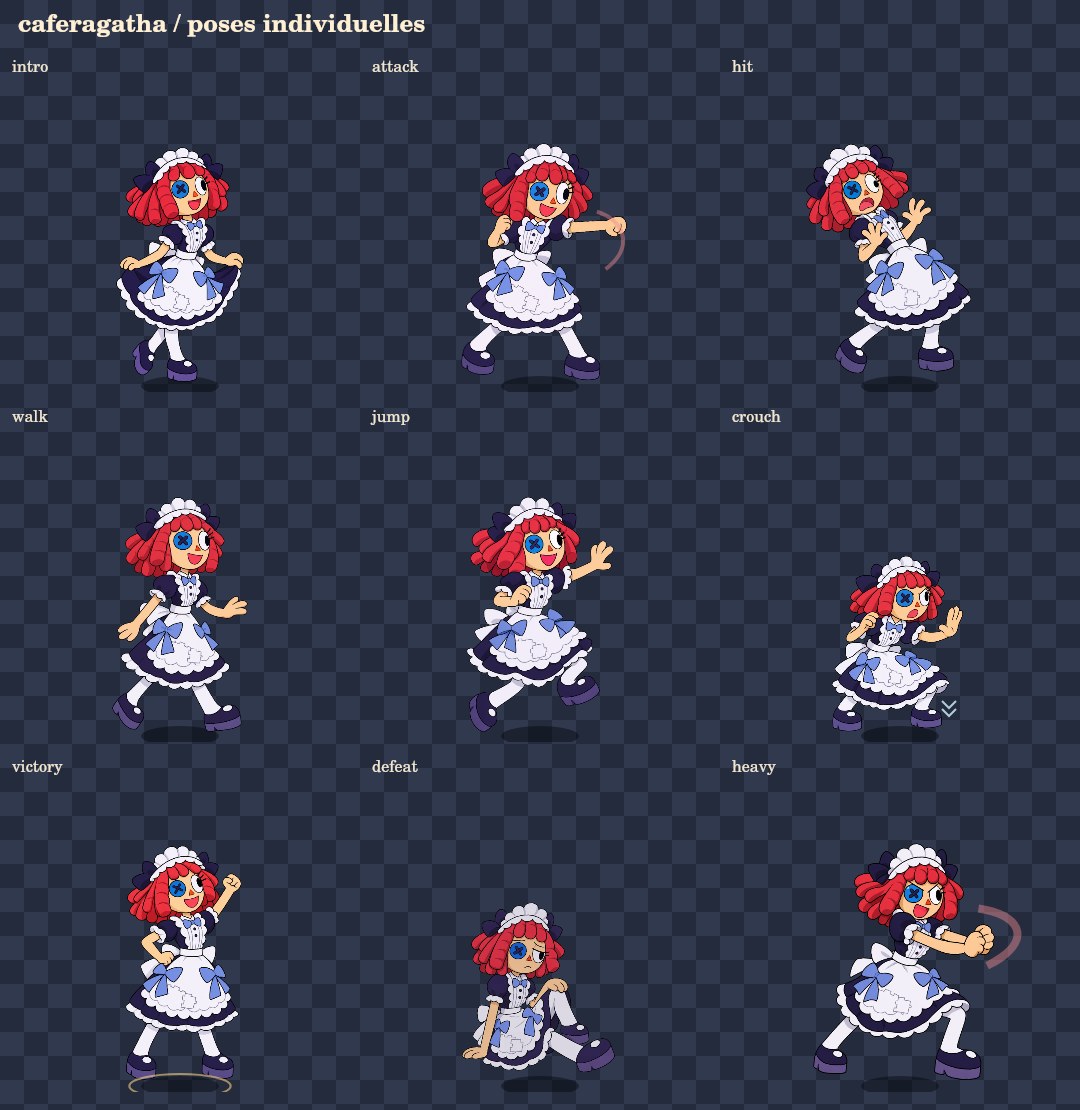 caferagatha / poses individuelles
intro
attack
hit
walk
jump
crouch
victory
defeat
heavy